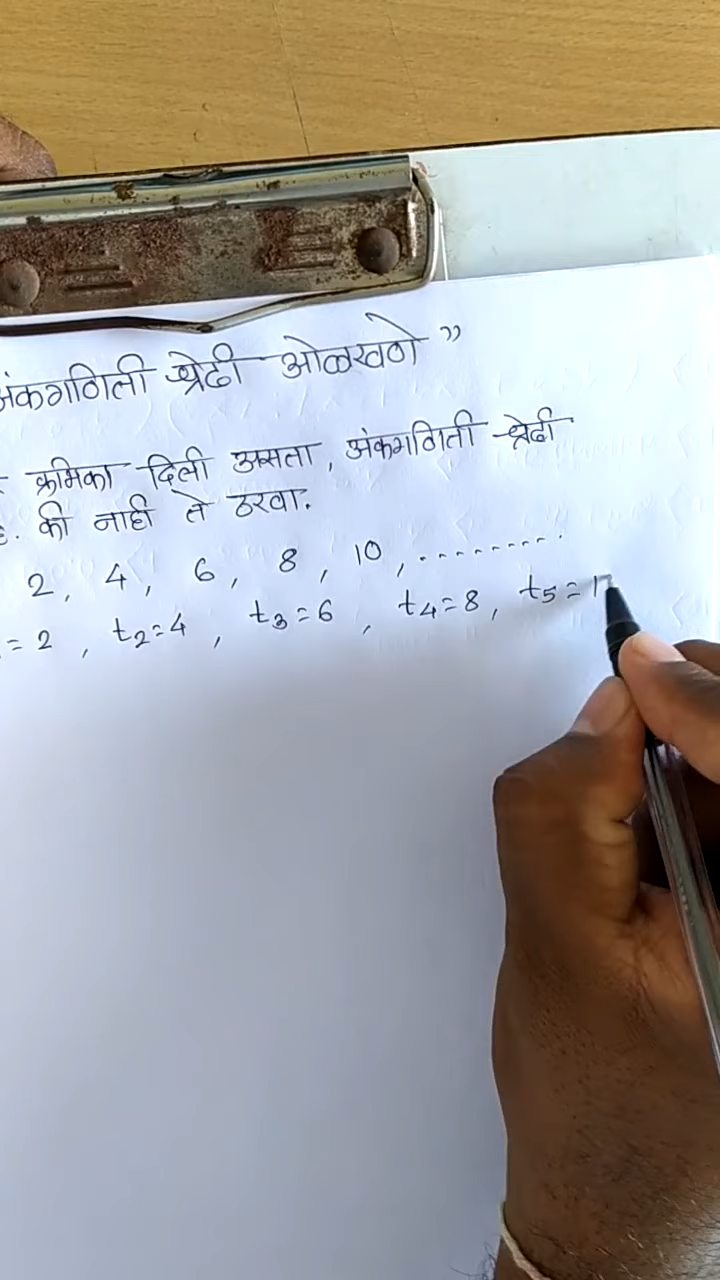 अंकगणिती श्रेढी ओळखणे ”
क्रमिका दिली असता, अंकगणिती श्रेढी
की नाही ते ठरवा.
2, 4, 6, 8, 10, .........
= 2 , t₂=4 , t₃=6 , t₄=8, t₅=1